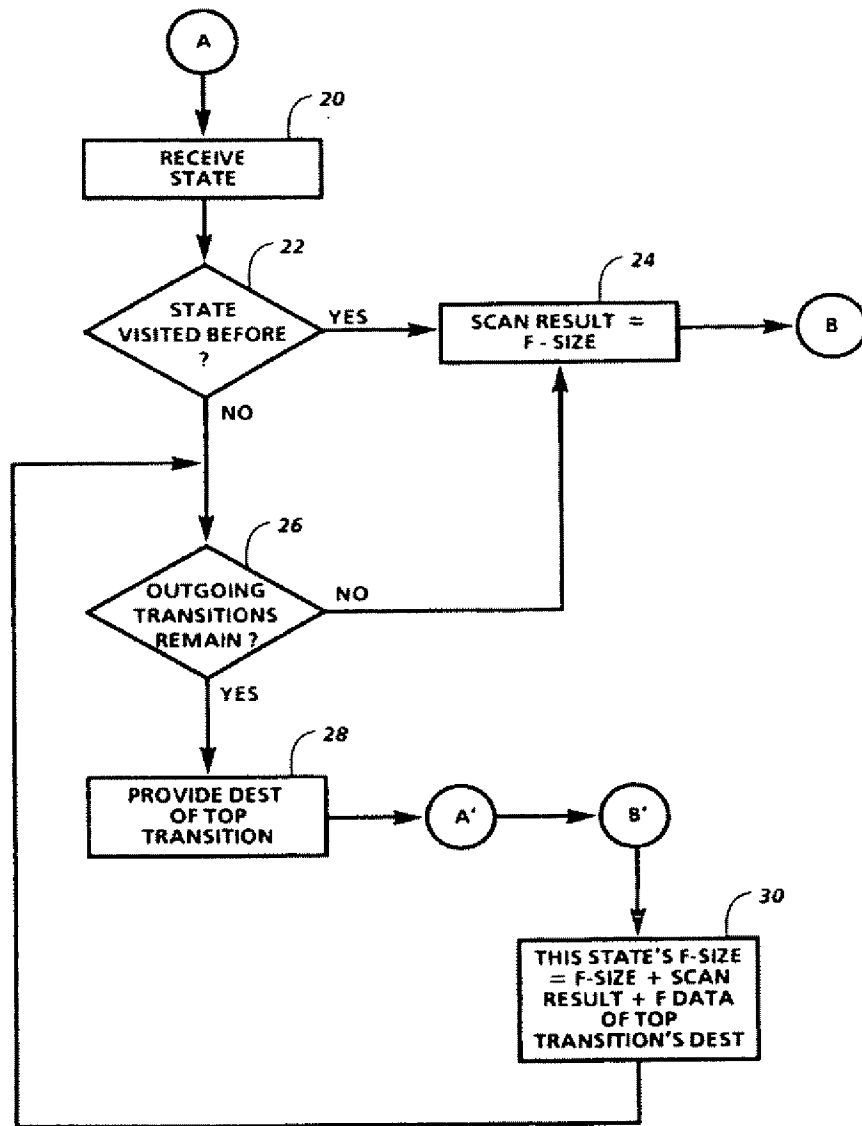 A
20
RECEIVE
STATE
22
STATE
VISITED BEFORE
?
YES
NO
24
SCAN RESULT =
F - SIZE
B
26
OUTGOING
TRANSITIONS
REMAIN ?
NO
YES
28
PROVIDE DEST
OF TOP
TRANSITION
A'
B'
30
THIS STATE'S F-SIZE
= F-SIZE + SCAN
RESULT + F DATA
OF TOP
TRANSITION'S DEST